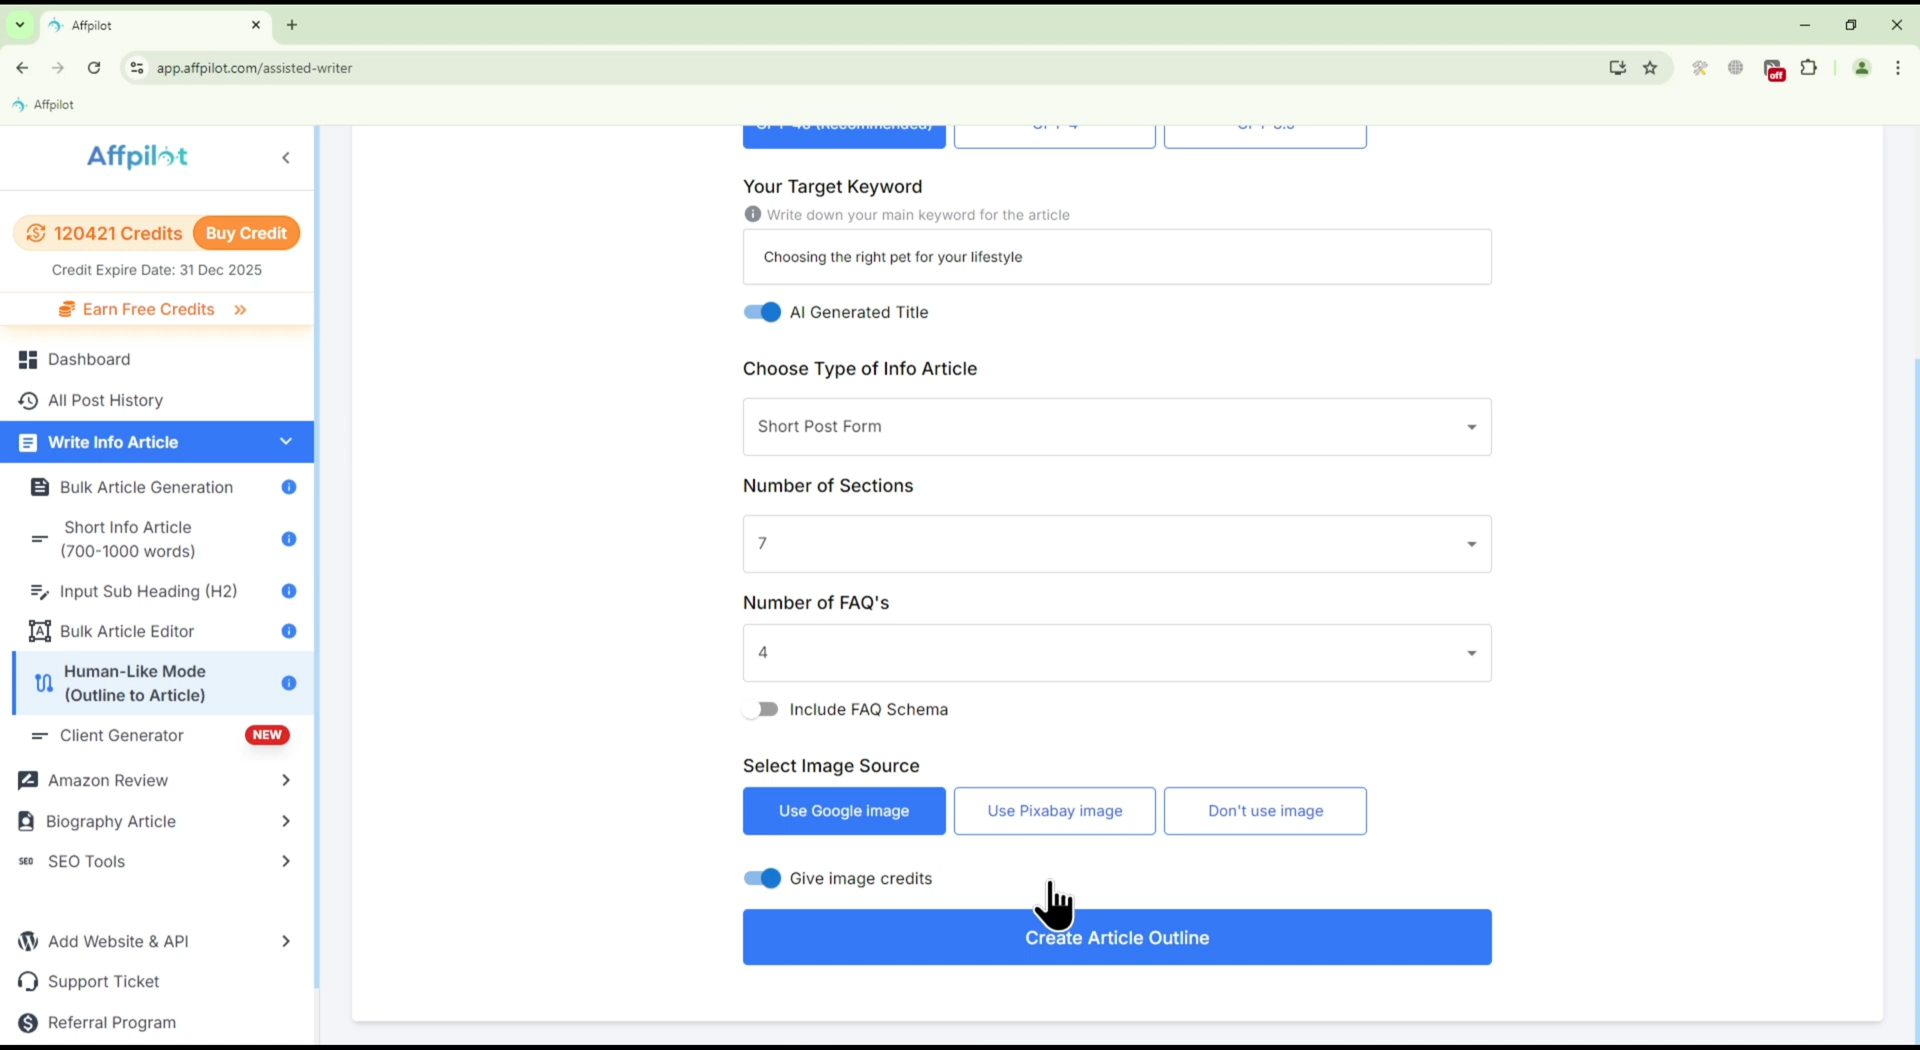 Affpilot
app.affpilot.com/assisted-writer
off
Affpilot
Affpilot
120421 Credits
Buy Credit
Credit Expire Date: 31 Dec 2025
Earn Free Credits
Dashboard
All Post History
Write Info Article
Bulk Article Generation
Short Info Article
(700-1000 words)
Input Sub Heading (H2)
Bulk Article Editor
Human-Like Mode
(Outline to Article)
Client Generator
NEW
Amazon Review
Biography Article
SEO
SEO Tools
Add Website & API
Support Ticket
Referral Program
Your Target Keyword
Write down your main keyword for the article
Choosing the right pet for your lifestyle
AI Generated Title
Choose Type of Info Article
Short Post Form
Number of Sections
7
Number of FAQ's
4
Include FAQ Schema
Select Image Source
Use Google image
Use Pixabay image
Don't use image
Give image credits
Create Article Outline